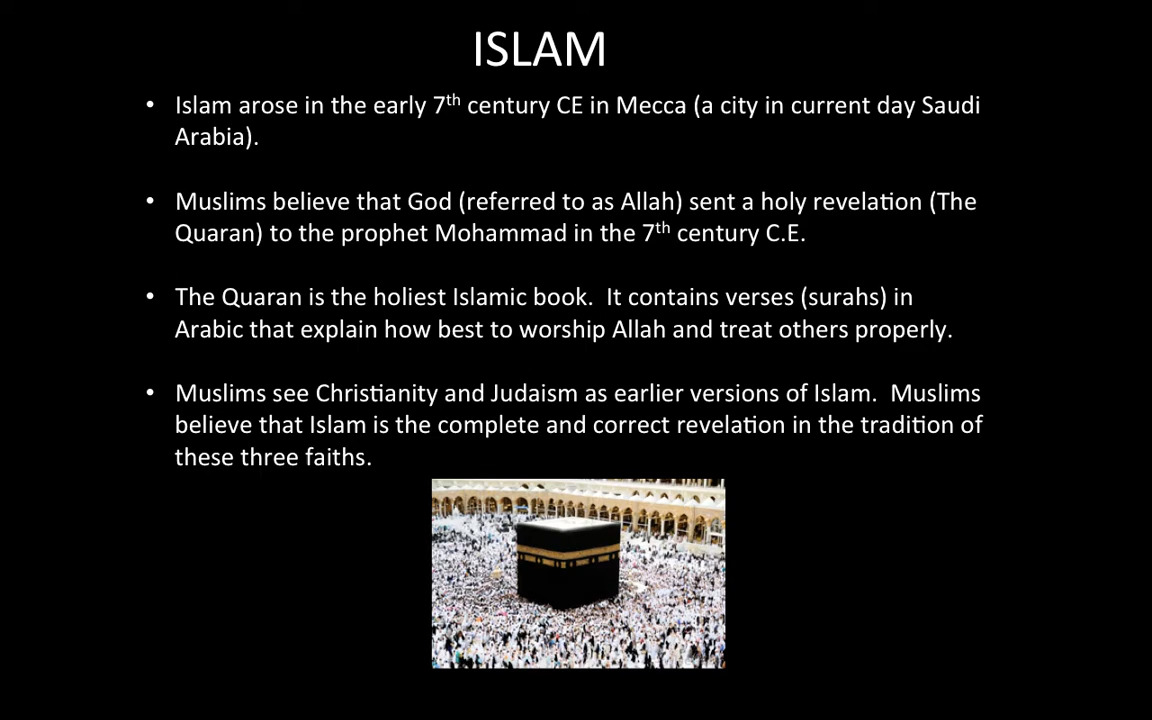 ISLAM
• Islam arose in the early 7th century CE in Mecca (a city in current day Saudi
Arabia).
• Muslims believe that God (referred to as Allah) sent a holy revelation (The
Quaran) to the prophet Mohammad in the 7th century C.E.
• The Quaran is the holiest Islamic book.  It contains verses (surahs) in
Arabic that explain how best to worship Allah and treat others properly.
• Muslims see Christianity and Judaism as earlier versions of Islam.  Muslims
believe that Islam is the complete and correct revelation in the tradition of
these three faiths.